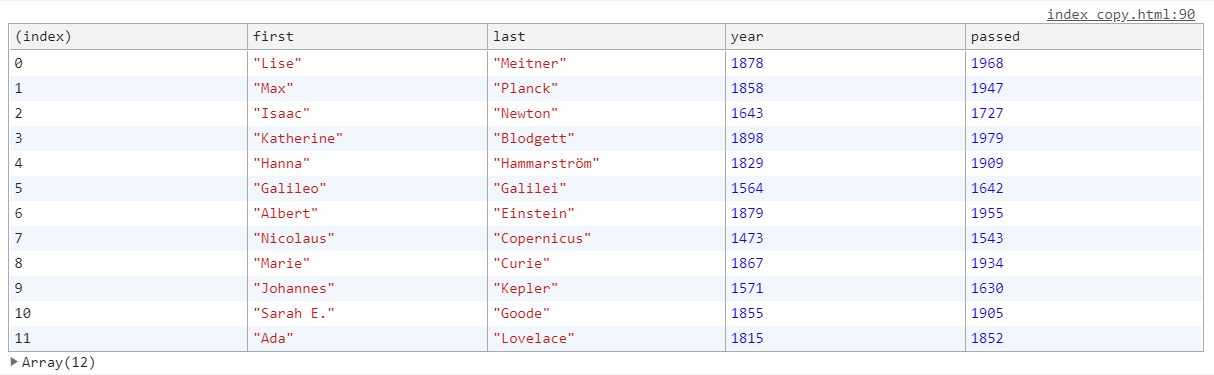 index copy.html:90
(index) first last year passed
0 "Lise" "Meitner" 1878 1968
1 "Max" "Planck" 1858 1947
2 "Isaac" "Newton" 1643 1727
3 "Katherine" "Blodgett" 1898 1979
4 "Hanna" "Hammarström" 1829 1909
5 "Galileo" "Galilei" 1564 1642
6 "Albert" "Einstein" 1879 1955
7 "Nicolaus" "Copernicus" 1473 1543
8 "Marie" "Curie" 1867 1934
9 "Johannes" "Kepler" 1571 1630
10 "Sarah E." "Goode" 1855 1905
11 "Ada" "Lovelace" 1815 1852
Array(12)